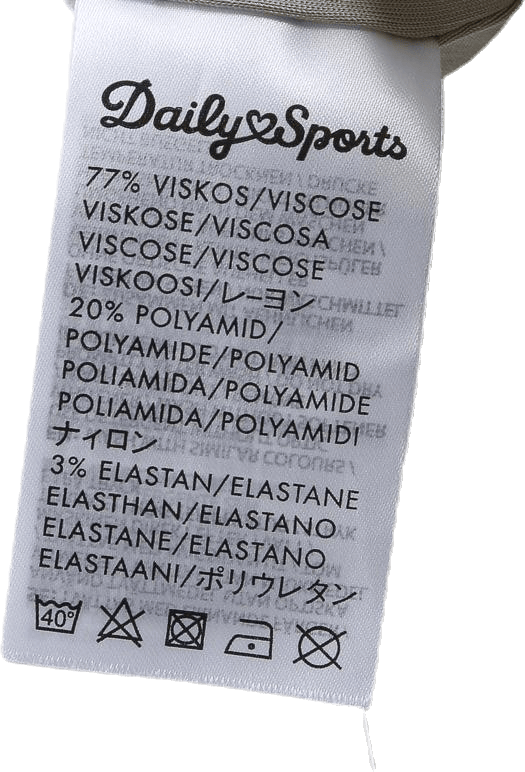 Daily Sports
77% VISKOS/VISCOSE
VISKOSE/VISCOSA
VISCOSE/VISCOSE
VISKOOSI/レーヨン
20% POLYAMID/
POLYAMIDE/POLYAMID
POLIAMIDA/POLYAMIDE
POLIAMIDA/POLYAMIDI
ナイロン
3% ELASTAN/ELASTANE
ELASTHAN/ELASTANO
ELASTANE/ELASTANO
ELASTAANI/ポリウレタン
40°